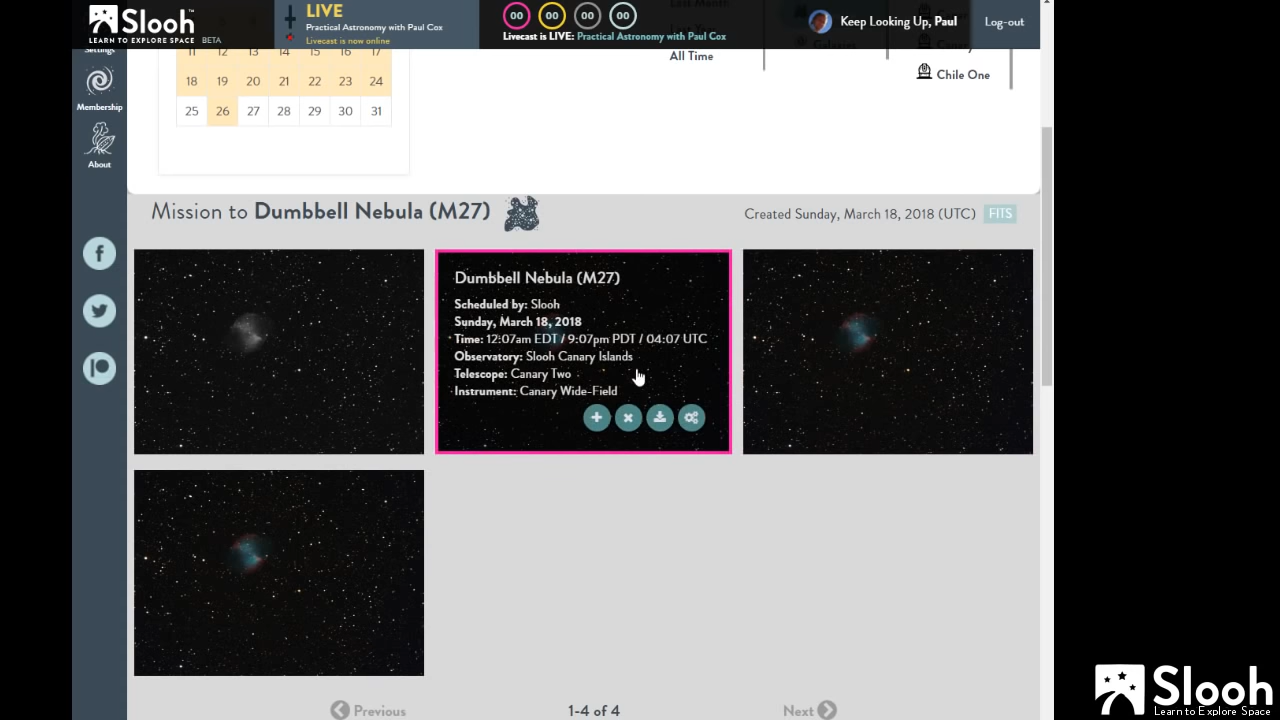 Slooh™
LEARN TO EXPLORE SPACE BETA
LIVE
Practical Astronomy with Paul Cox
Livecast is now online
00 00 00 00
Livecast is LIVE: Practical Astronomy with Paul Cox
Keep Looking Up, Paul
Log-out
Last Month
All Time
Chile One
Settings
Membership
About
11 12 13 14 15 16 17
18 19 20 21 22 23 24
25 26 27 28 29 30 31
Mission to Dumbbell Nebula (M27)
Created Sunday, March 18, 2018 (UTC) FITS
Dumbbell Nebula (M27)
Scheduled by: Slooh
Sunday, March 18, 2018
Time: 12:07am EDT / 9:07pm PDT / 04:07 UTC
Observatory: Slooh Canary Islands
Telescope: Canary Two
Instrument: Canary Wide-Field
Previous
1-4 of 4
Next
Slooh
Learn to Explore Space